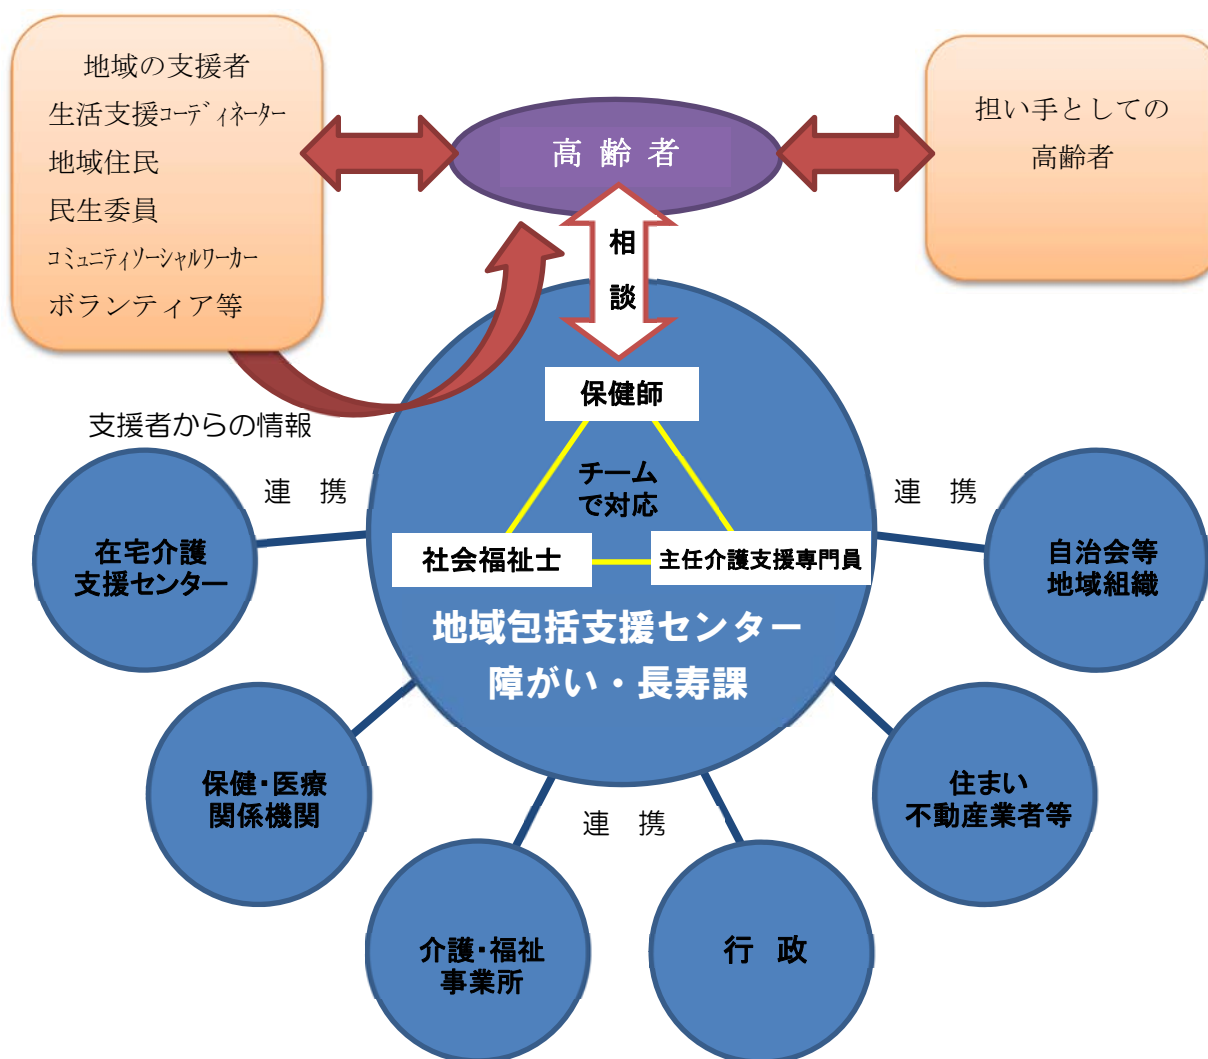 地域の支援者
生活支援ｺｰﾃﾞｨﾈｰﾀｰ
地域住民
民生委員
ｺﾐｭﾆﾃｨｿｰｼｬﾙﾜｰｶｰ
ボランティア等
高 齢 者
担い手としての
高齢者
相
談
支援者からの情報
保健師
チーム
で対応
社会福祉士
主任介護支援専門員
地域包括支援センター
障がい・長寿課
連　携
連　携
在宅介護
支援センター
自治会等
地域組織
保健・医療
関係機関
住まい
不動産業者等
連　携
介護・福祉
事業所
行　政